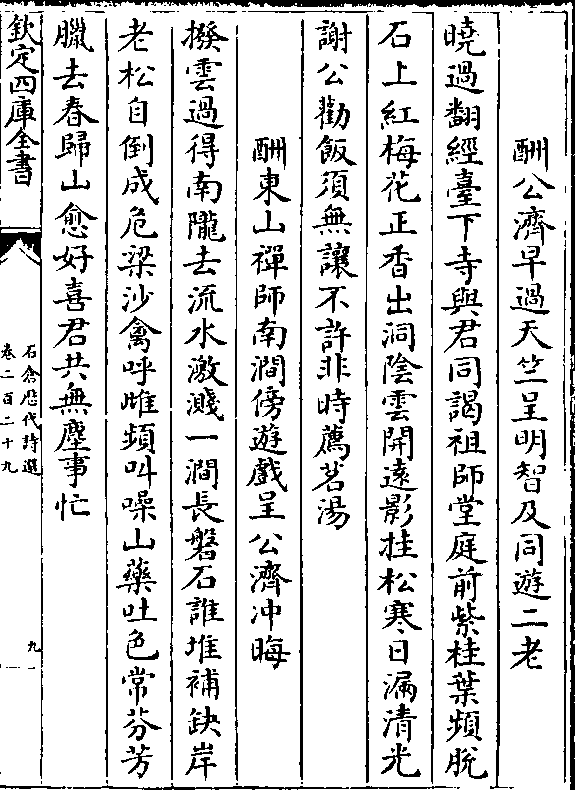 酬公濟早過天竺呈明智及同遊二老
曉過翻經臺下寺與君同謁祖師堂庭前紫桂葉頻脫
石上紅梅花正香出洞陰雲開遠影挂松寒日漏清光
謝公勸飯須無讓不許非時薦茗湯
酬東山禪師南澗傍遊戲呈公濟冲晦
撥雲過得南隴去流水激濺一澗長磐石誰堆補缺岸
老松自倒成危梁沙禽呼雌頻叫噪山藥吐色常芬芳
臘去春歸山愈好喜君共無塵事忙
欽定四庫全書
石倉歴代詩選
卷二百二十九
九